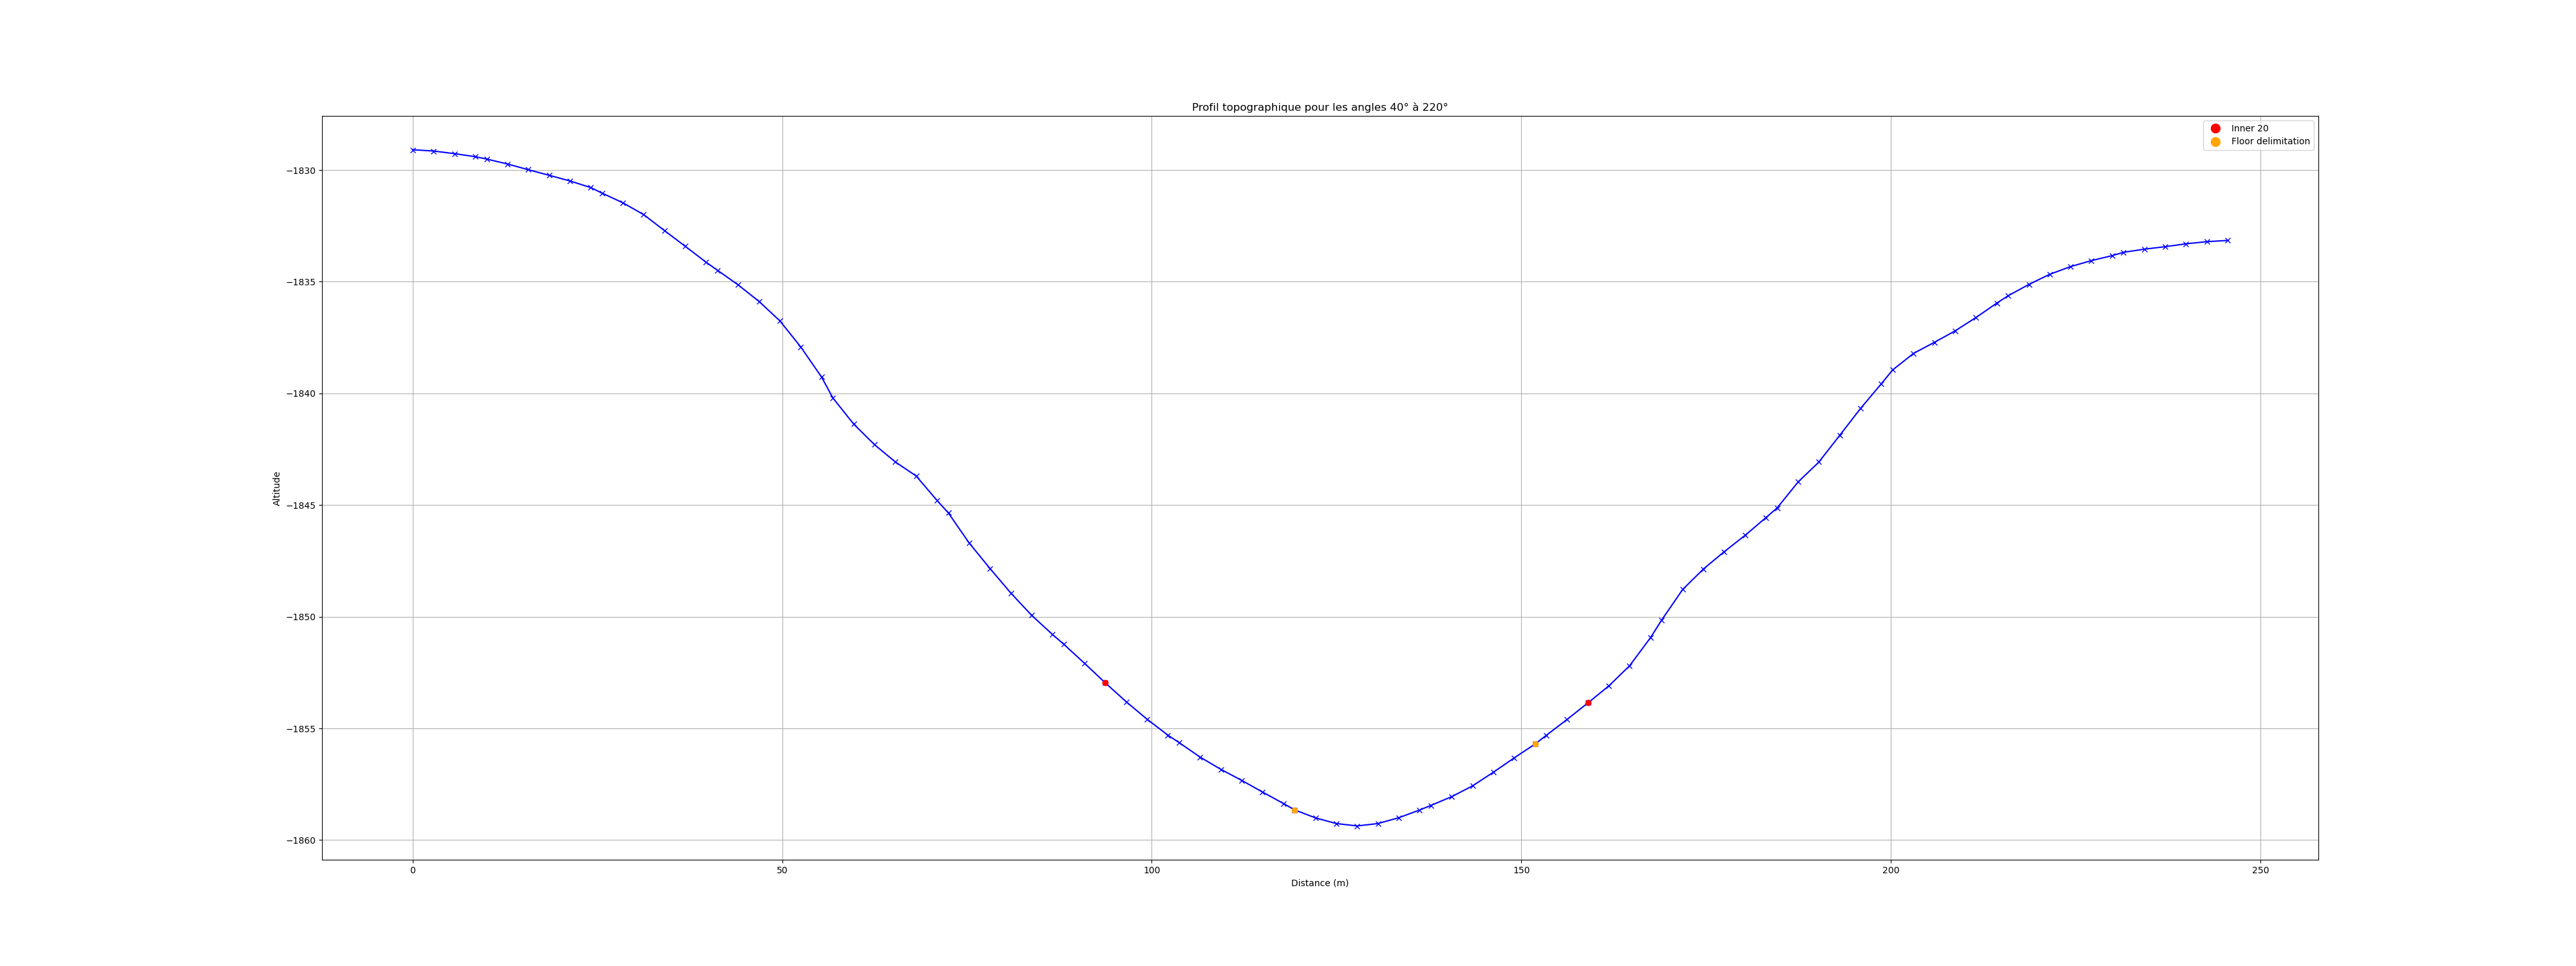 Profil topographique pour les angles 40° à 220°
Inner 20
Floor delimitation
−1830
−1835
−1840
−1845
−1850
−1855
−1860
Altitude
0 50 100 150 200 250
Distance (m)